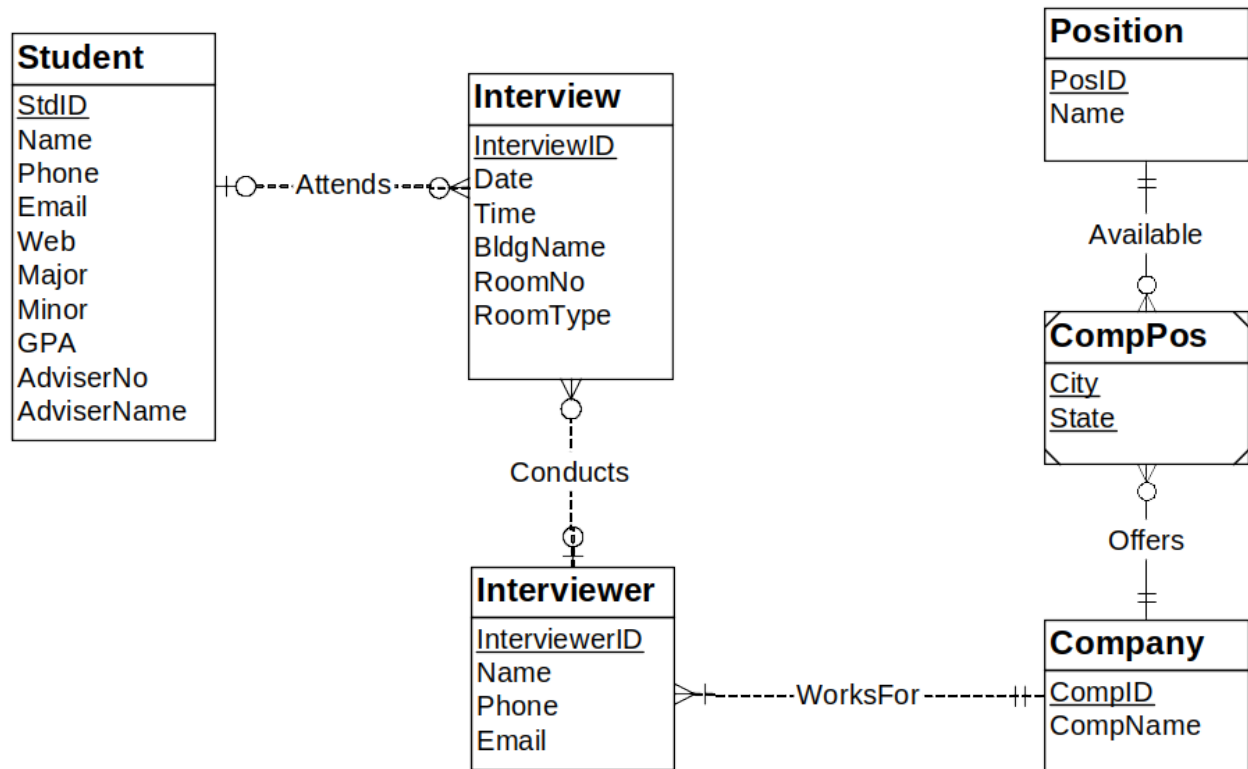 Student
StdID
Name
Phone
Email
Web
Major
Minor
GPA
AdviserNo
AdviserName
Attends
Interview
InterviewID
Date
Time
BldgName
RoomNo
RoomType
Conducts
Interviewer
InterviewerID
Name
Phone
Email
WorksFor
Position
PosID
Name
Available
CompPos
City
State
Offers
Company
CompID
CompName